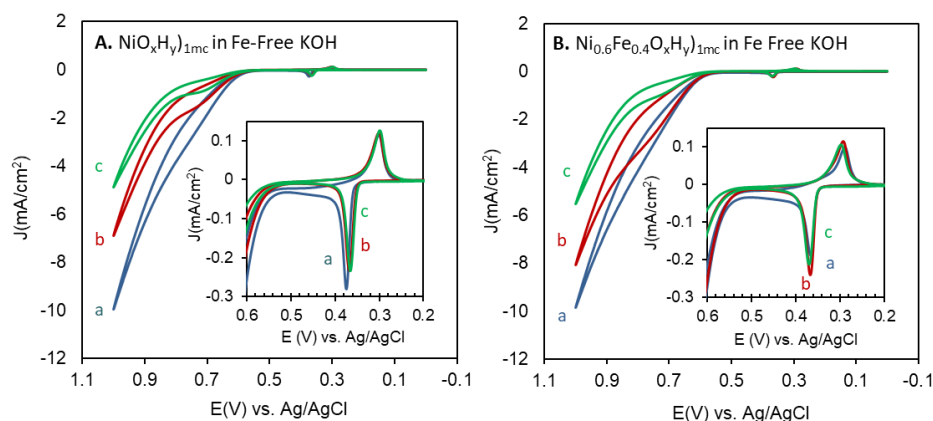 A. NiOxHy)1mc in Fe-Free KOH
2
0
-2
-4
-6
-8
-10
-12
J(mA/cm2)
1.1 0.9 0.7 0.5 0.3 0.1 -0.1
E(V) vs. Ag/AgCl
c
b
a
0.1
0
-0.1
-0.2
-0.3
J(mA/cm2)
0.6 0.5 0.4 0.3 0.2
E (V) vs. Ag/AgCl
c
b
a
B. Ni0.6Fe0.4OxHy)1mc in Fe Free KOH
2
0
-2
-4
-6
-8
-10
-12
J(mA/cm2)
1.1 0.9 0.7 0.5 0.3 0.1 -0.1
E(V) vs. Ag/AgCl
c
b
a
0.1
0
-0.1
-0.2
-0.3
J(mA/cm2)
0.6 0.5 0.4 0.3 0.2
E (V) vs. Ag/AgCl
c
a
b